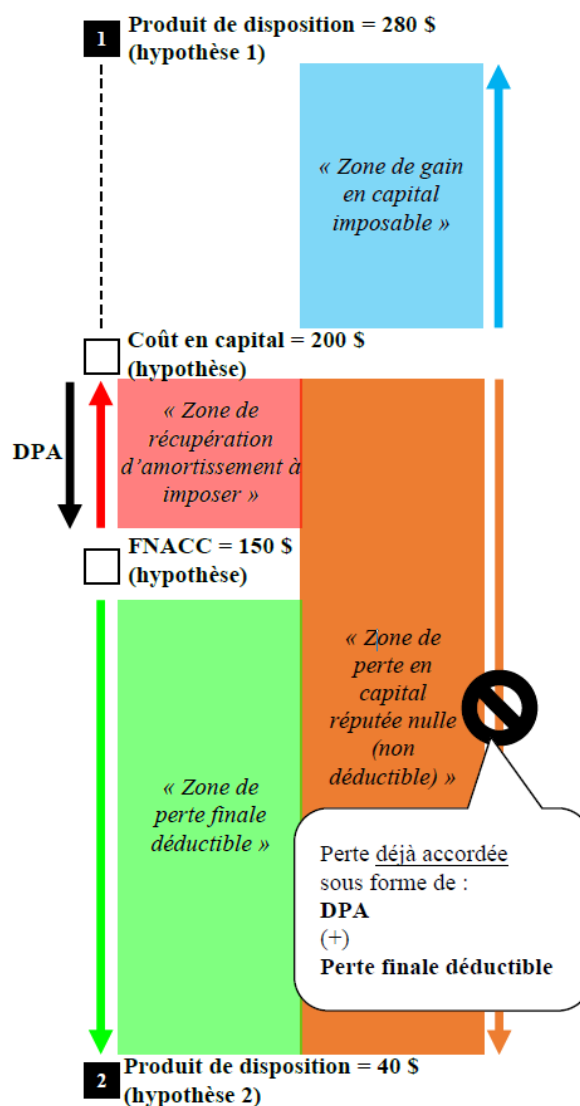 1
Produit de disposition = 280 $
(hypothèse 1)
« Zone de gain
en capital
imposable »
Coût en capital = 200 $
(hypothèse)
DPA
« Zone de
récupération
d'amortissement à
imposer »
FNACC = 150 $
(hypothèse)
« Zone de
perte en
capital
réputée nulle
(non
déductible) »
« Zone de
perte finale
déductible »
Perte déjà accordée
sous forme de :
DPA
(+)
Perte finale déductible
2
Produit de disposition = 40 $
(hypothèse 2)